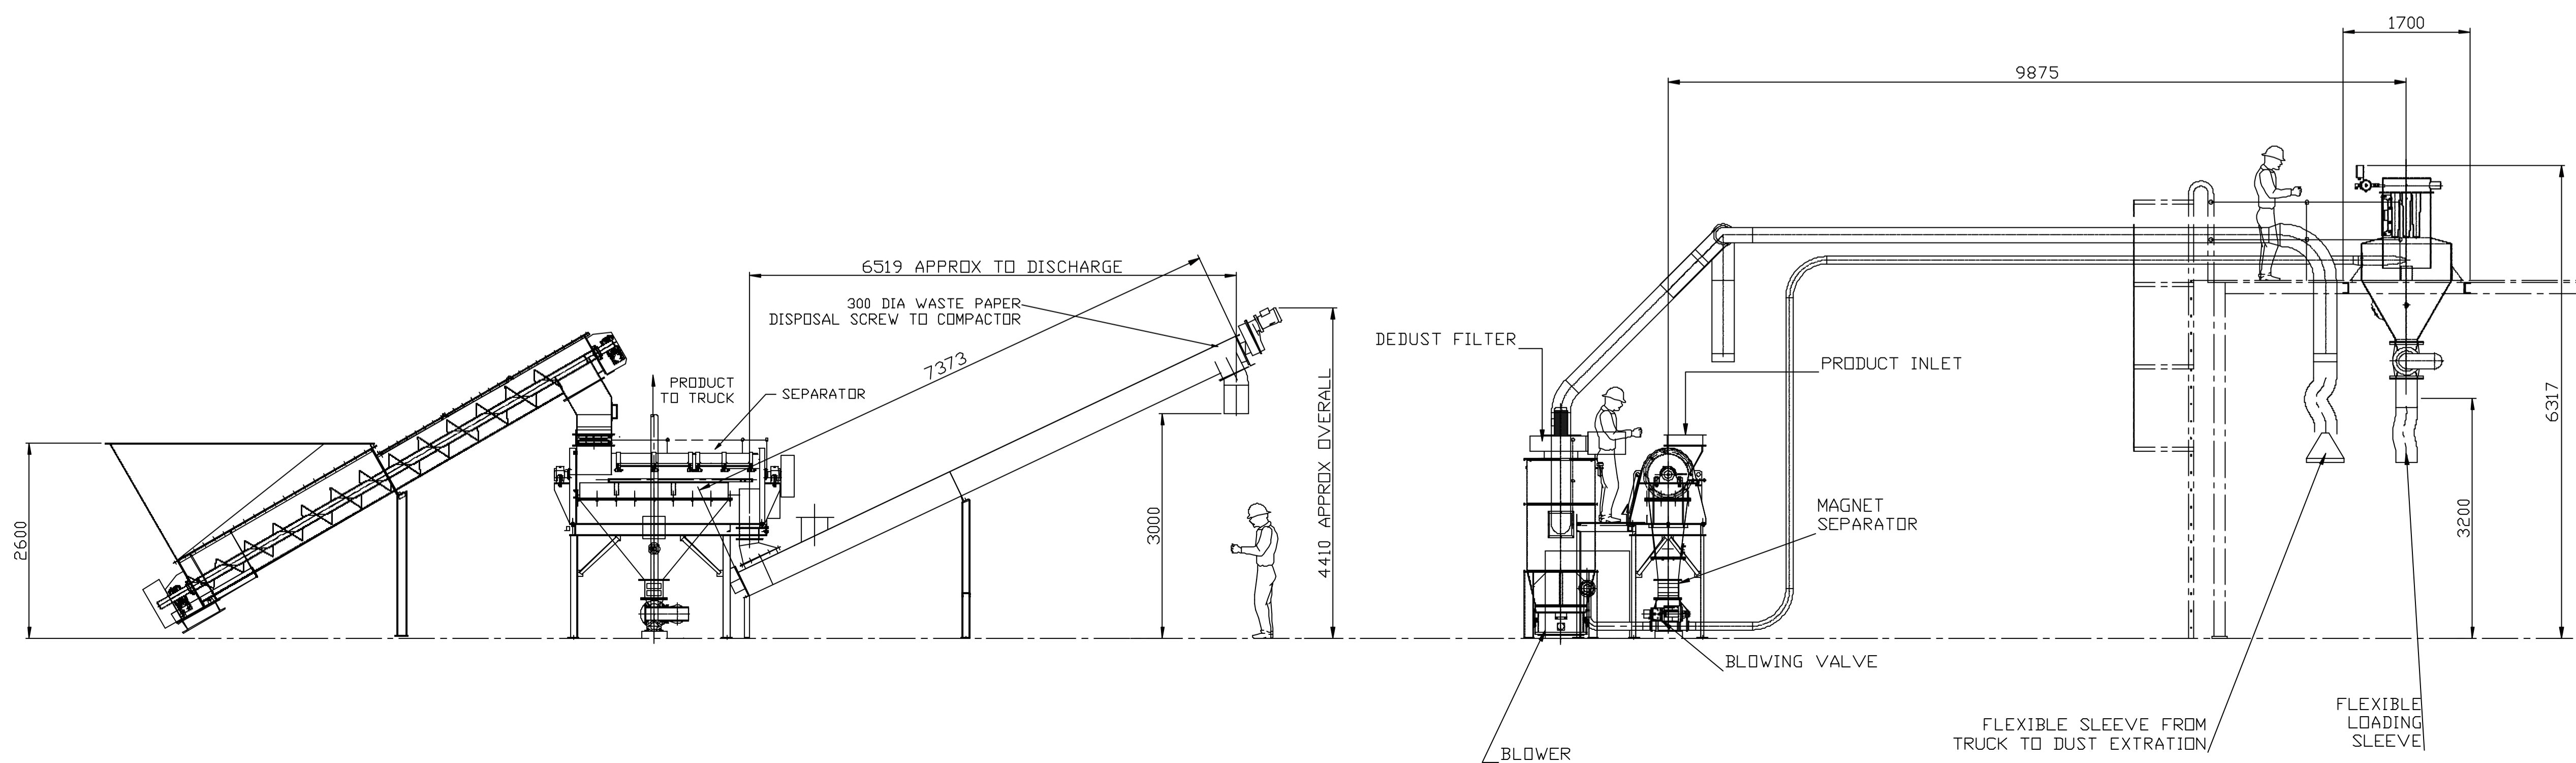 1700
9875
6519 APPROX TO DISCHARGE
300 DIA WASTE PAPER
DISPOSAL SCREW TO COMPACTOR
7373
PRODUCT
TO TRUCK
SEPARATOR
2600
3000
4410 APPROX OVERALL
DEDUST FILTER
PRODUCT INLET
MAGNET
SEPARATOR
BLOWING VALVE
BLOWER
6317
3200
FLEXIBLE SLEEVE FROM
TRUCK TO DUST EXTRATION
FLEXIBLE
LOADING
SLEEVE